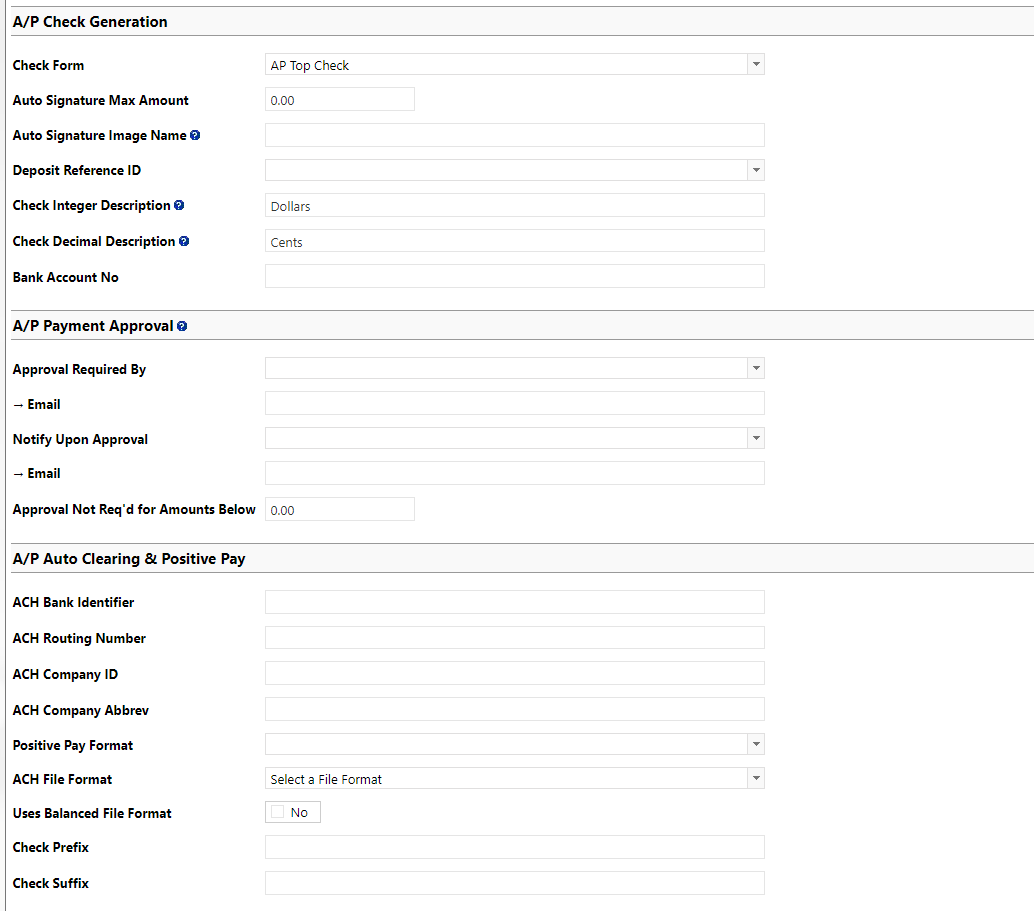 A/P Check Generation
Check Form AP Top Check
Auto Signature Max Amount 0.00
Auto Signature Image Name ?
Deposit Reference ID
Check Integer Description ? Dollars
Check Decimal Description ? Cents
Bank Account No
A/P Payment Approval ?
Approval Required By
→ Email
Notify Upon Approval
→ Email
Approval Not Req'd for Amounts Below 0.00
A/P Auto Clearing & Positive Pay
ACH Bank Identifier
ACH Routing Number
ACH Company ID
ACH Company Abbrev
Positive Pay Format
ACH File Format Select a File Format
Uses Balanced File Format No
Check Prefix
Check Suffix